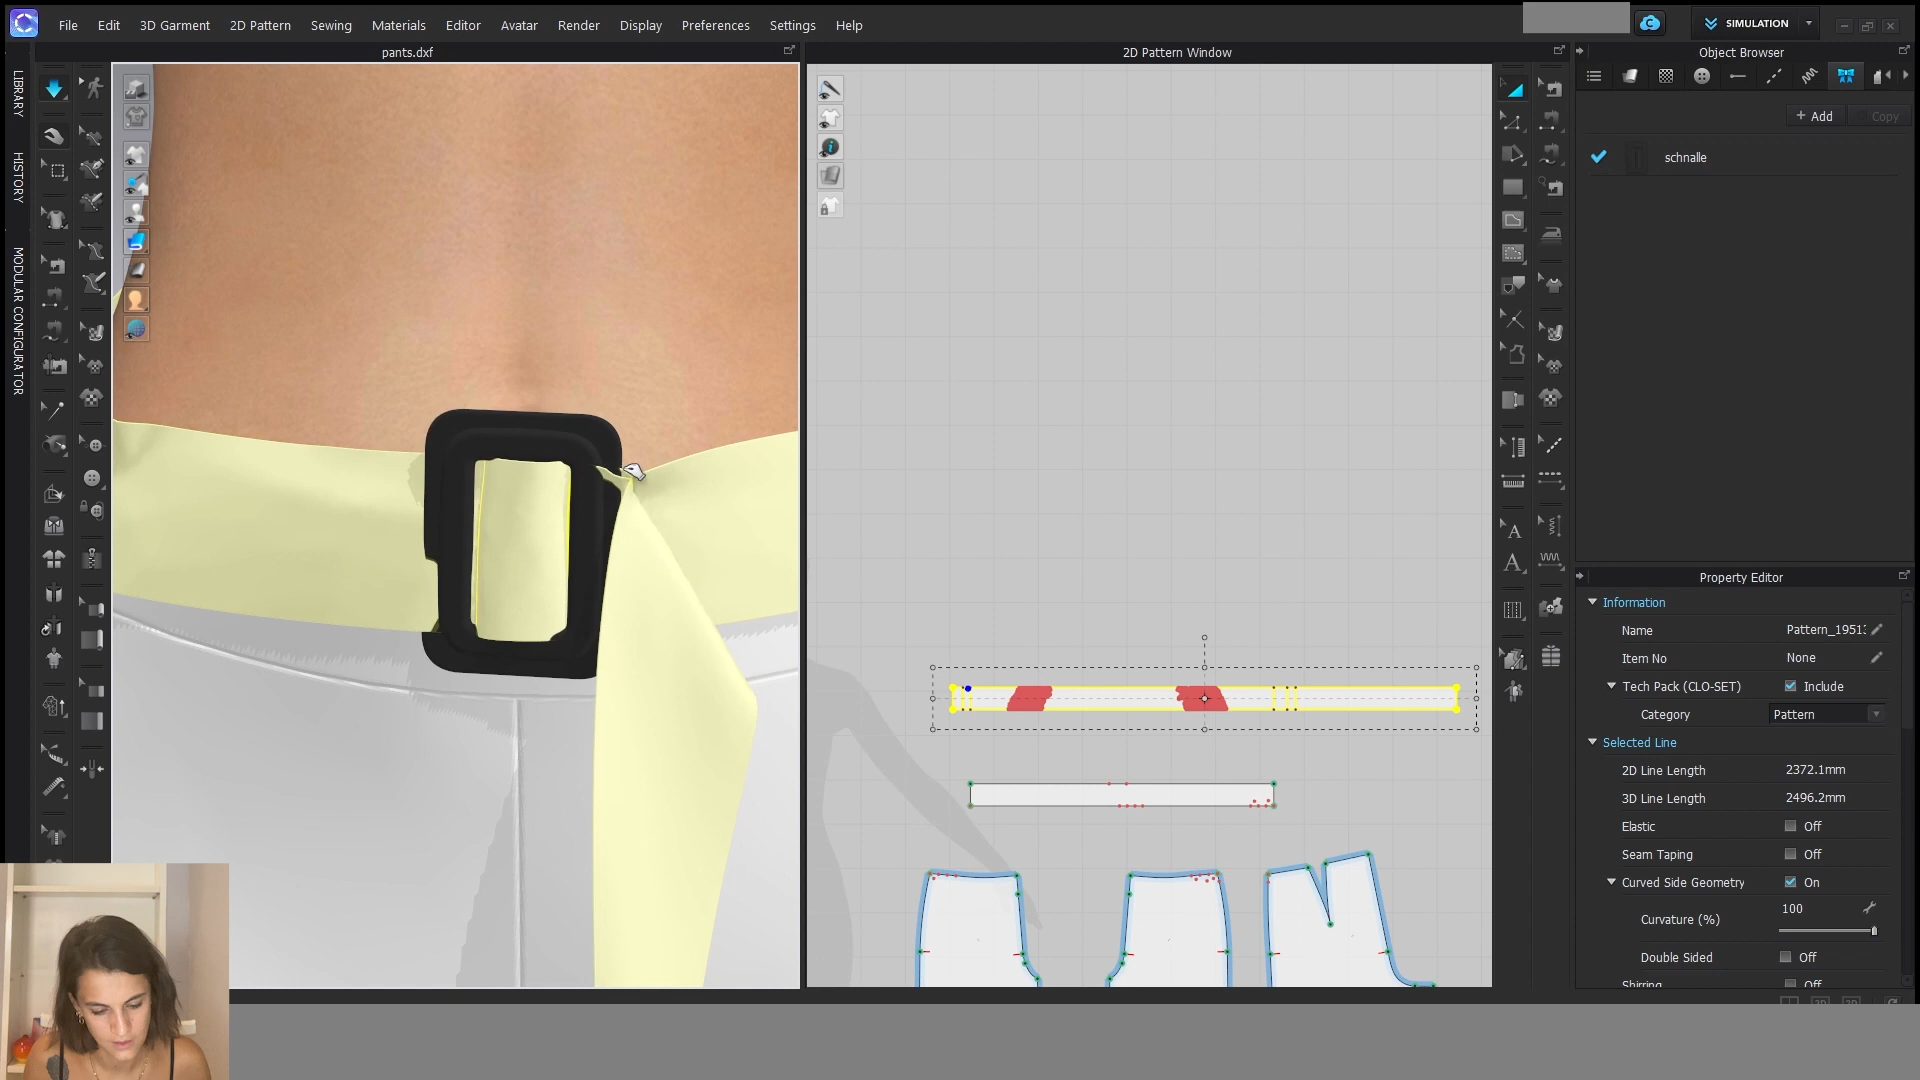 File Edit 3D Garment 2D Pattern Sewing Materials Editor Avatar Render Display Preferences Settings Help
SIMULATION
pants.dxf
2D Pattern Window
Object Browser
LIBRARY
HISTORY
MODULAR CONFIGURATOR
+ Add Copy
schnalle
Property Editor
Information
Name Pattern_1951
Item No None
Tech Pack (CLO-SET) Include
Category Pattern
Selected Line
2D Line Length 2372.1mm
3D Line Length 2496.2mm
Elastic Off
Seam Taping Off
Curved Side Geometry On
Curvature (%) 100
Double Sided Off
Shirring Off